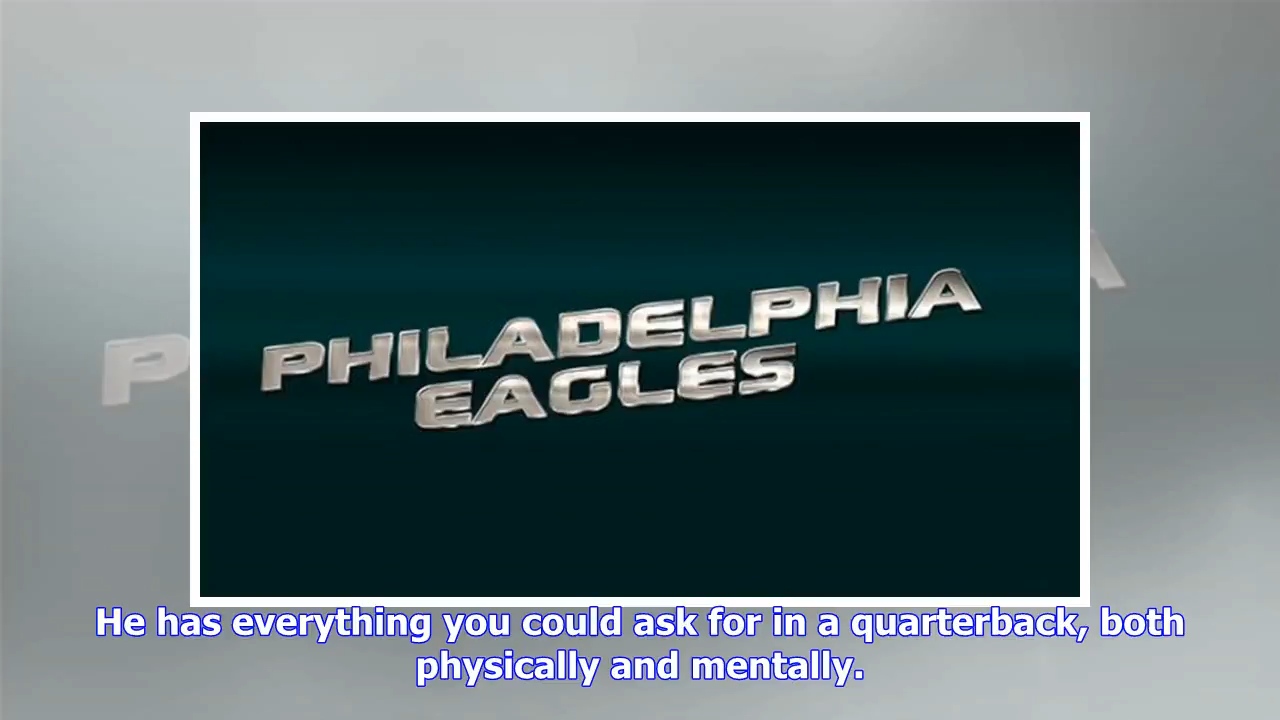 PHILADELPHIA
EAGLES
He has everything you could ask for in a quarterback, both
physically and mentally.